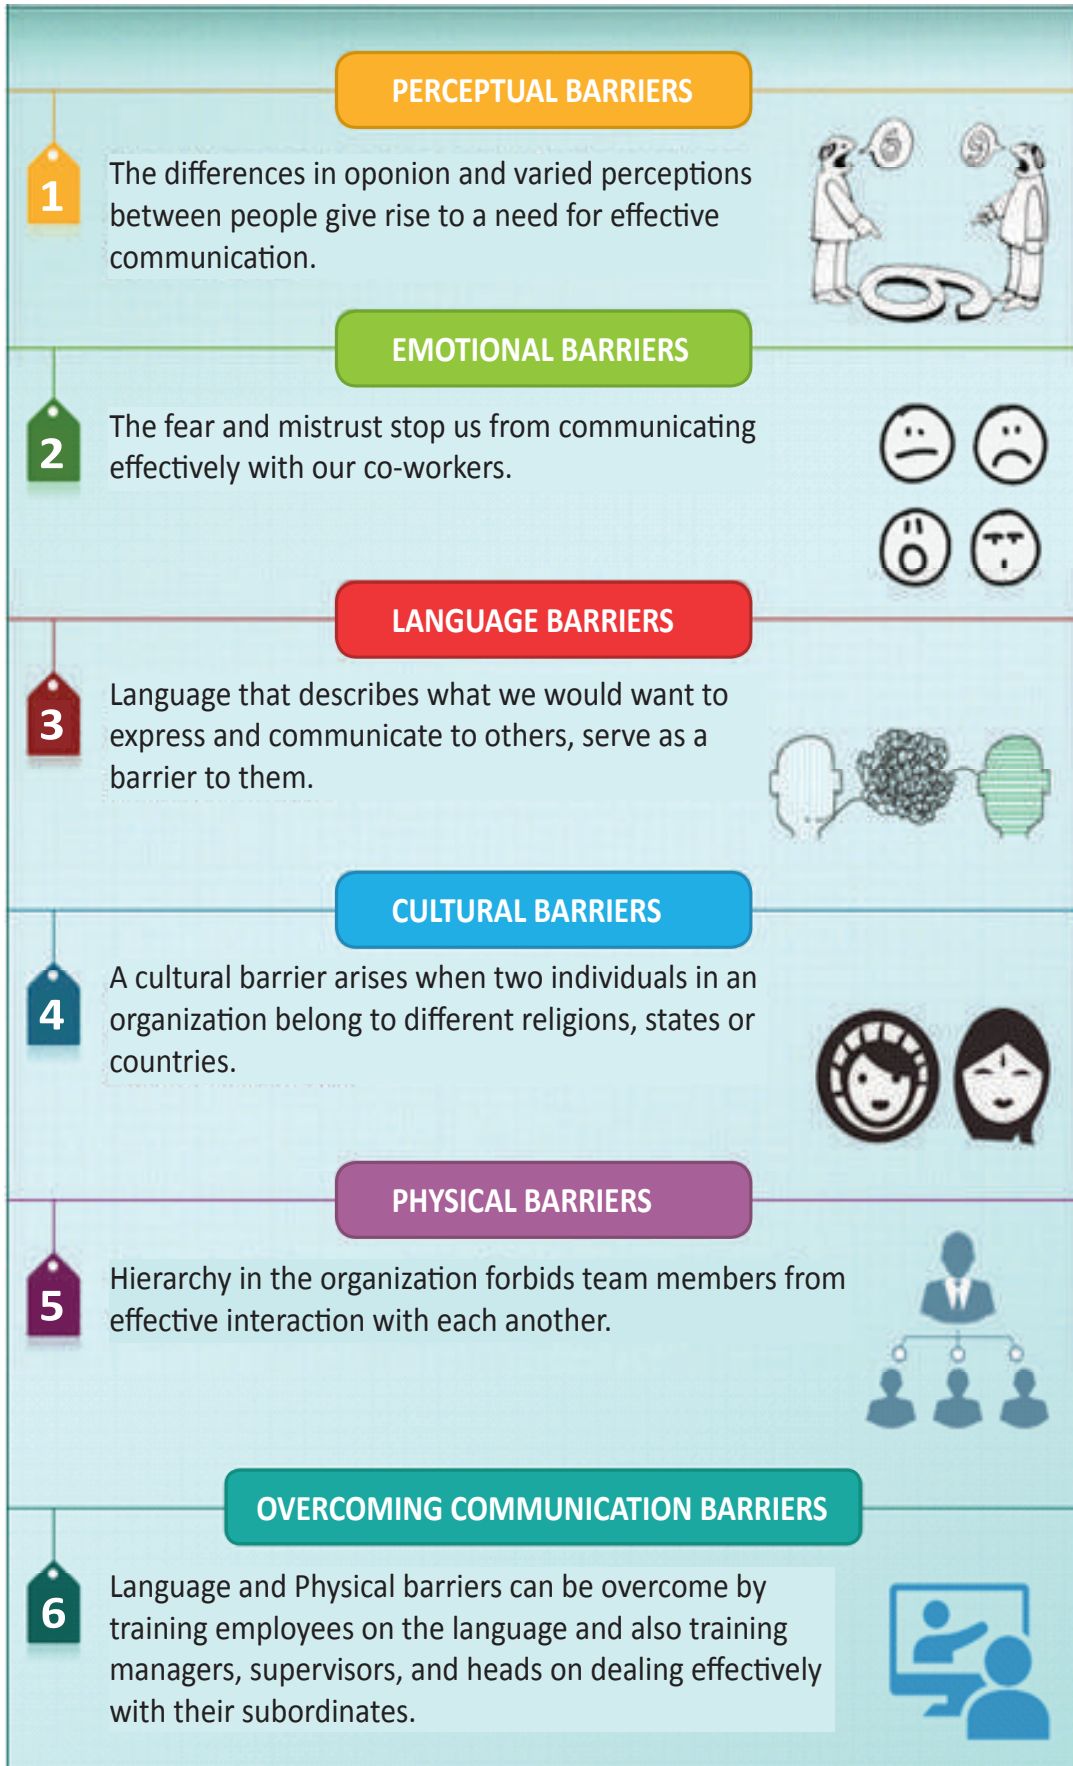 PERCEPTUAL BARRIERS
1
The differences in oponion and varied perceptions
between people give rise to a need for effective
communication.
6
9
6
EMOTIONAL BARRIERS
2
The fear and mistrust stop us from communicating
effectively with our co-workers.
LANGUAGE BARRIERS
3
Language that describes what we would want to
express and communicate to others, serve as a
barrier to them.
CULTURAL BARRIERS
4
A cultural barrier arises when two individuals in an
organization belong to different religions, states or
countries.
PHYSICAL BARRIERS
5
Hierarchy in the organization forbids team members from
effective interaction with each another.
OVERCOMING COMMUNICATION BARRIERS
6
Language and Physical barriers can be overcome by
training employees on the language and also training
managers, supervisors, and heads on dealing effectively
with their subordinates.